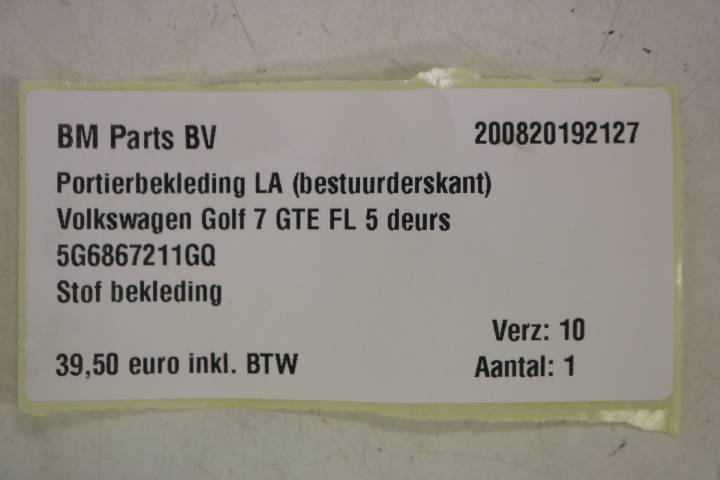 BM Parts BV 200820192127
Portierbekleding LA (bestuurderskant)
Volkswagen Golf 7 GTE FL 5 deurs
5G6867211GQ
Stof bekleding
Verz: 10
39,50 euro inkl. BTW Aantal: 1